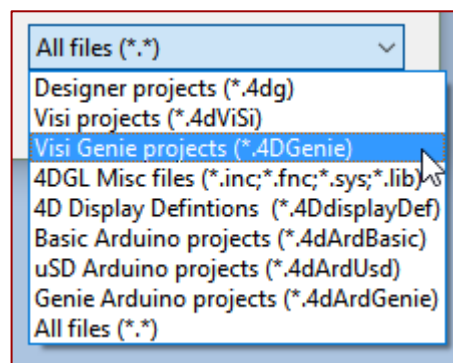 All files (*.*)
Designer projects (*.4dg)
Visi projects (*.4dViSi)
Visi Genie projects (*.4DGenie)
4DGL Misc files (*.inc;*.fnc;*.sys;*.lib)
4D Display Defintions  (*.4DdisplayDef)
Basic Arduino projects (*.4dArdBasic)
uSD Arduino projects (*.4dArdUsd)
Genie Arduino projects (*.4dArdGenie)
All files (*.*)